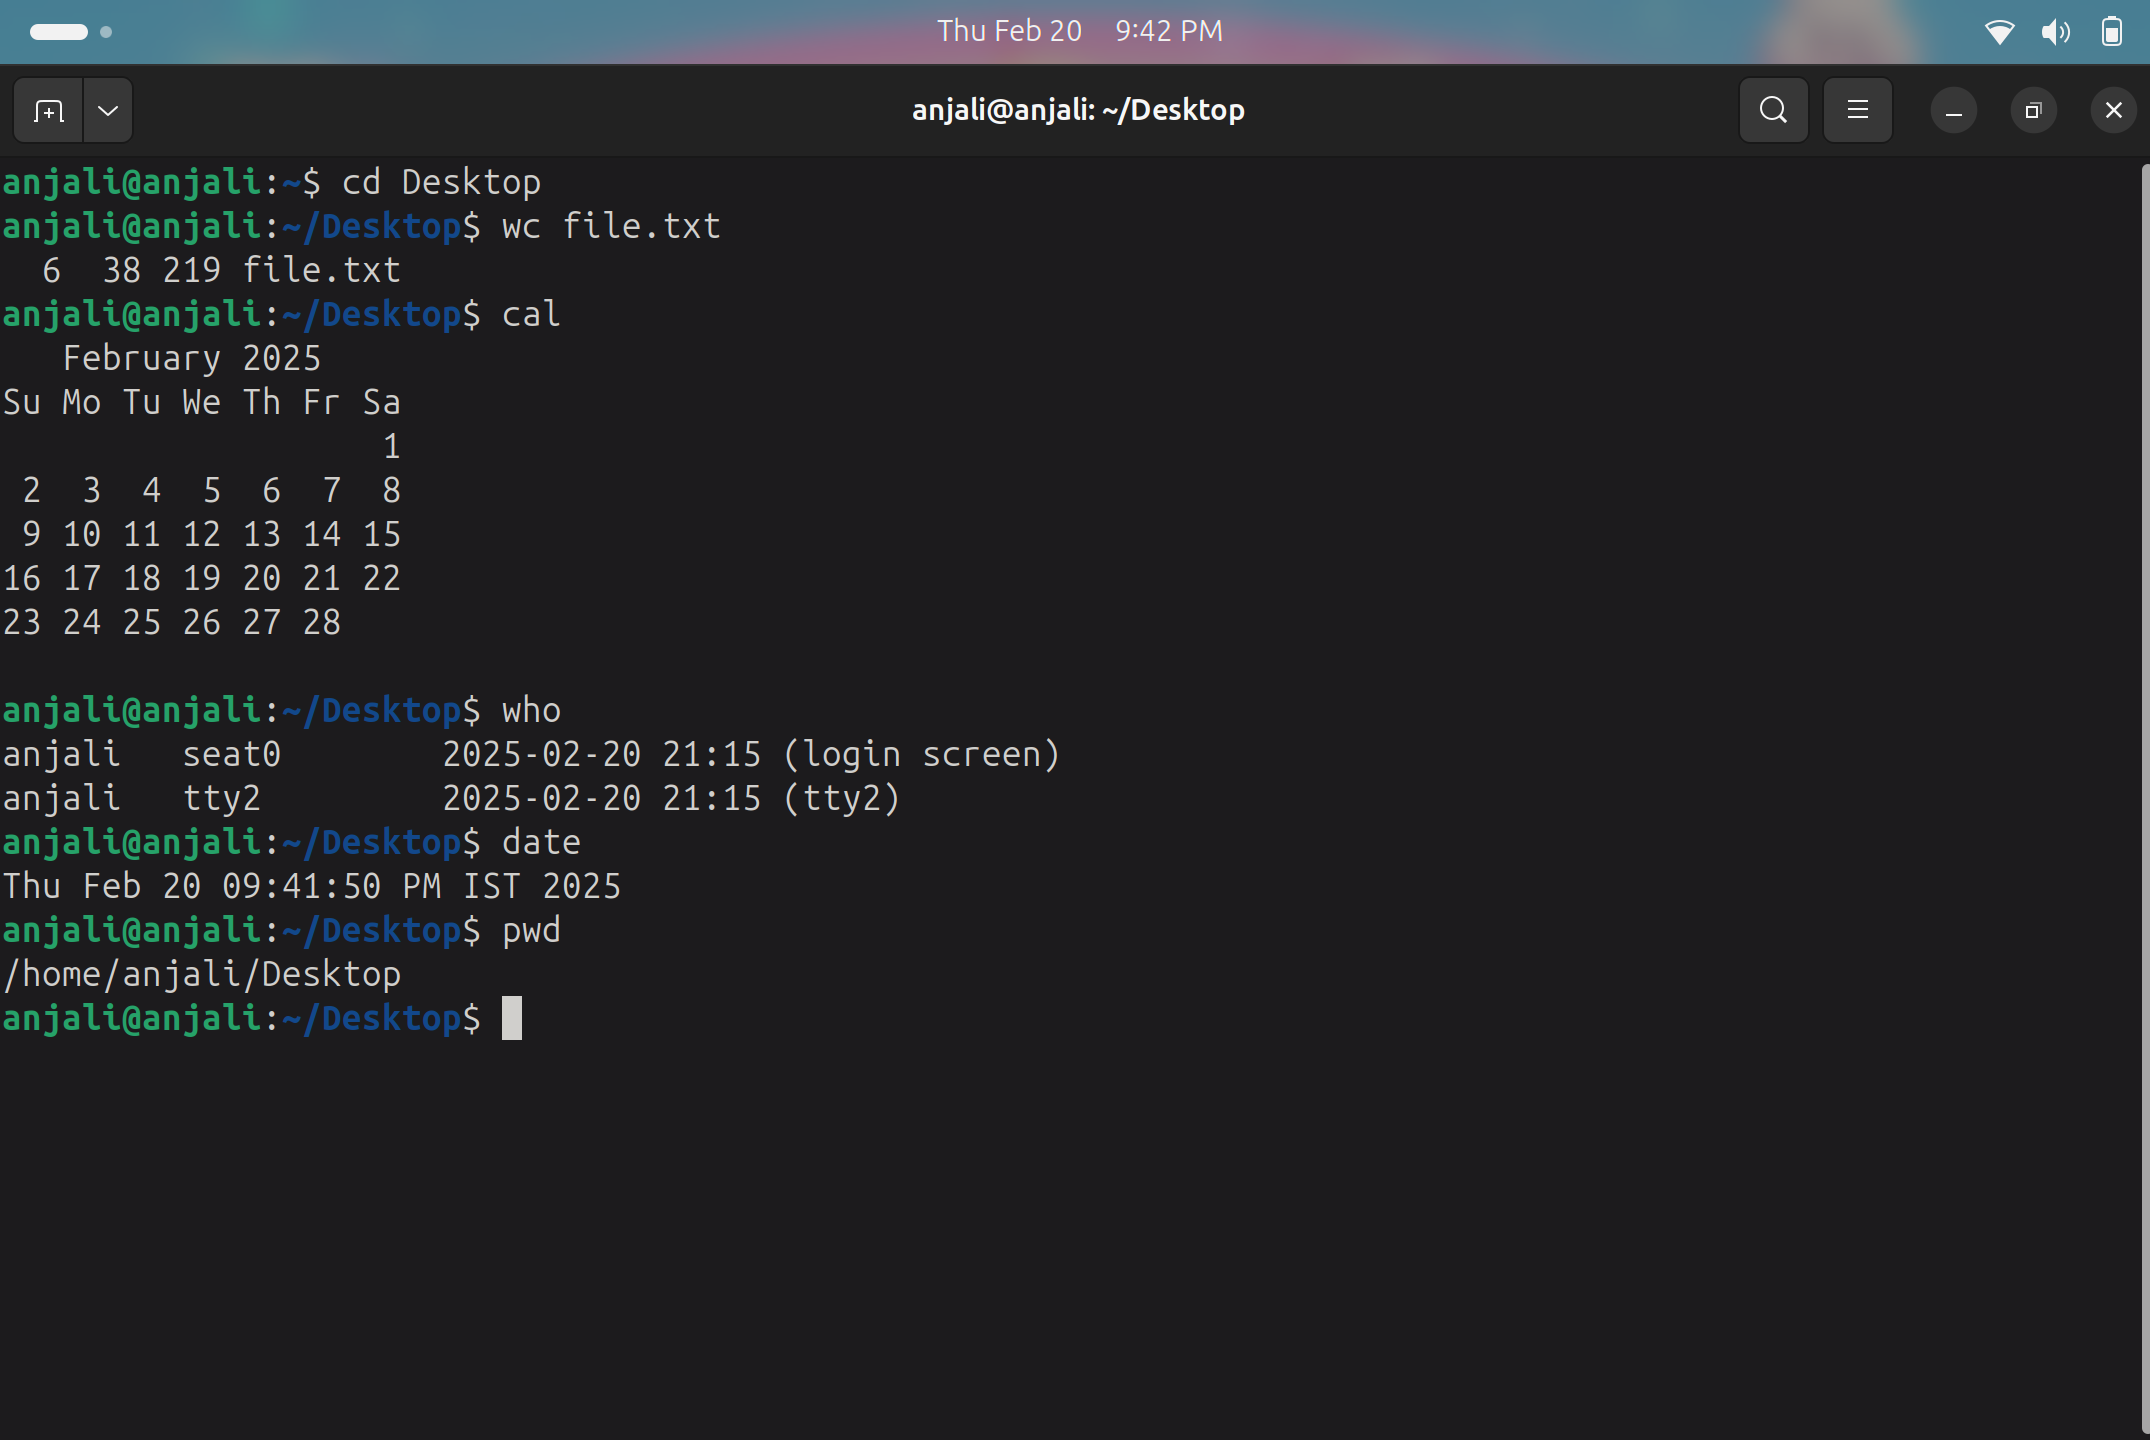 Thu Feb 20 9:42 PM
anjali@anjali: ~/Desktop
anjali@anjali:~$ cd Desktop
anjali@anjali:~/Desktop$ wc file.txt
  6  38 219 file.txt
anjali@anjali:~/Desktop$ cal
   February 2025
Su Mo Tu We Th Fr Sa
                   1
 2  3  4  5  6  7  8
 9 10 11 12 13 14 15
16 17 18 19 20 21 22
23 24 25 26 27 28
anjali@anjali:~/Desktop$ who
anjali   seat0        2025-02-20 21:15 (login screen)
anjali   tty2         2025-02-20 21:15 (tty2)
anjali@anjali:~/Desktop$ date
Thu Feb 20 09:41:50 PM IST 2025
anjali@anjali:~/Desktop$ pwd
/home/anjali/Desktop
anjali@anjali:~/Desktop$